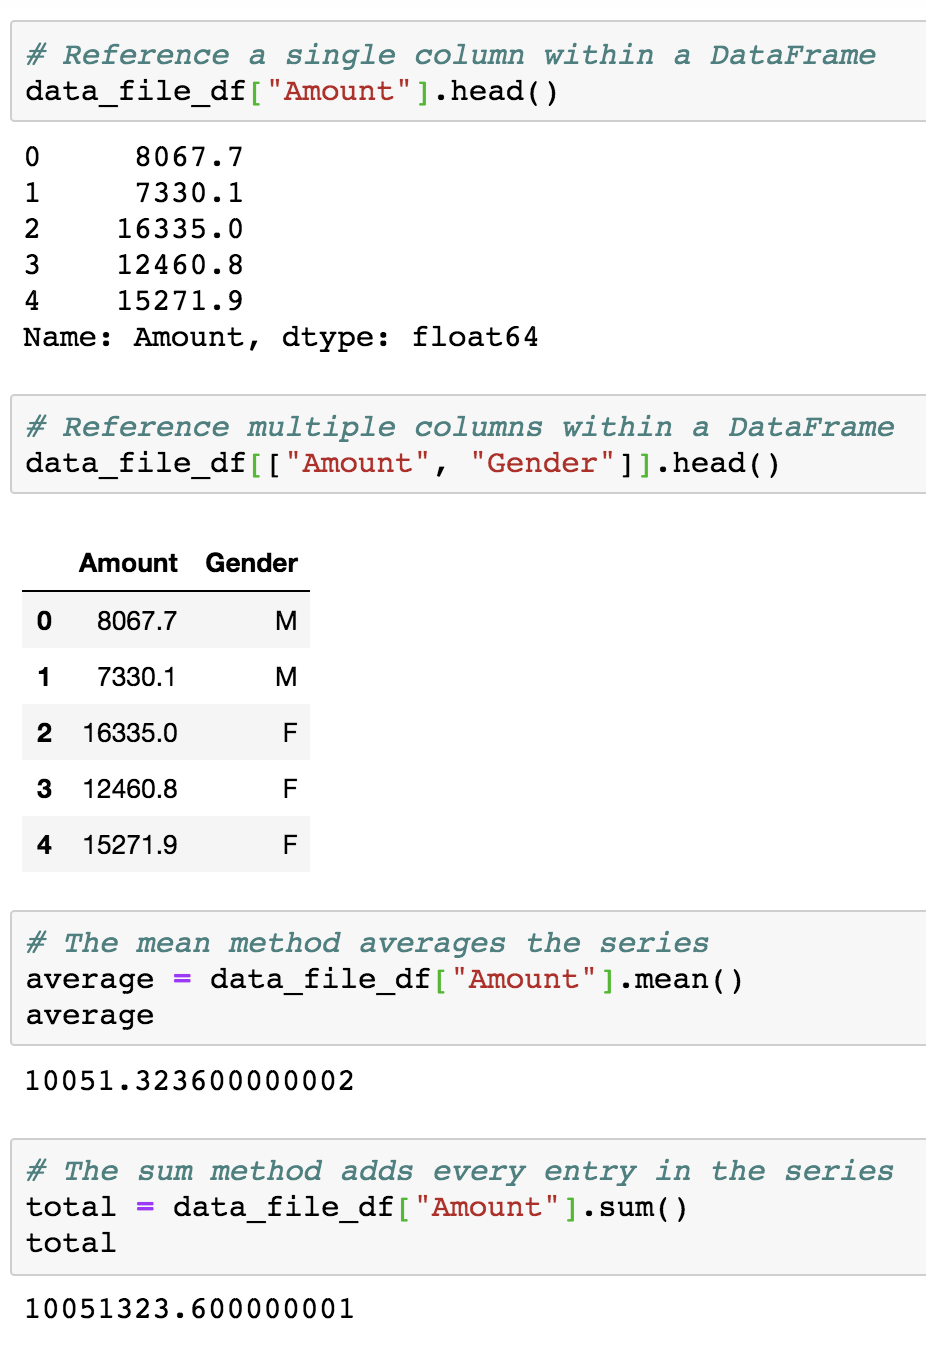 # Reference a single column within a DataFrame
data_file_df["Amount"].head()
0 8067.7
1 7330.1
2 16335.0
3 12460.8
4 15271.9
Name: Amount, dtype: float64
# Reference multiple columns within a DataFrame
data_file_df[["Amount", "Gender"]].head()
Amount Gender
0 8067.7 M
1 7330.1 M
2 16335.0 F
3 12460.8 F
4 15271.9 F
# The mean method averages the series
average = data_file_df["Amount"].mean()
average
10051.323600000002
# The sum method adds every entry in the series
total = data_file_df["Amount"].sum()
total
10051323.600000001